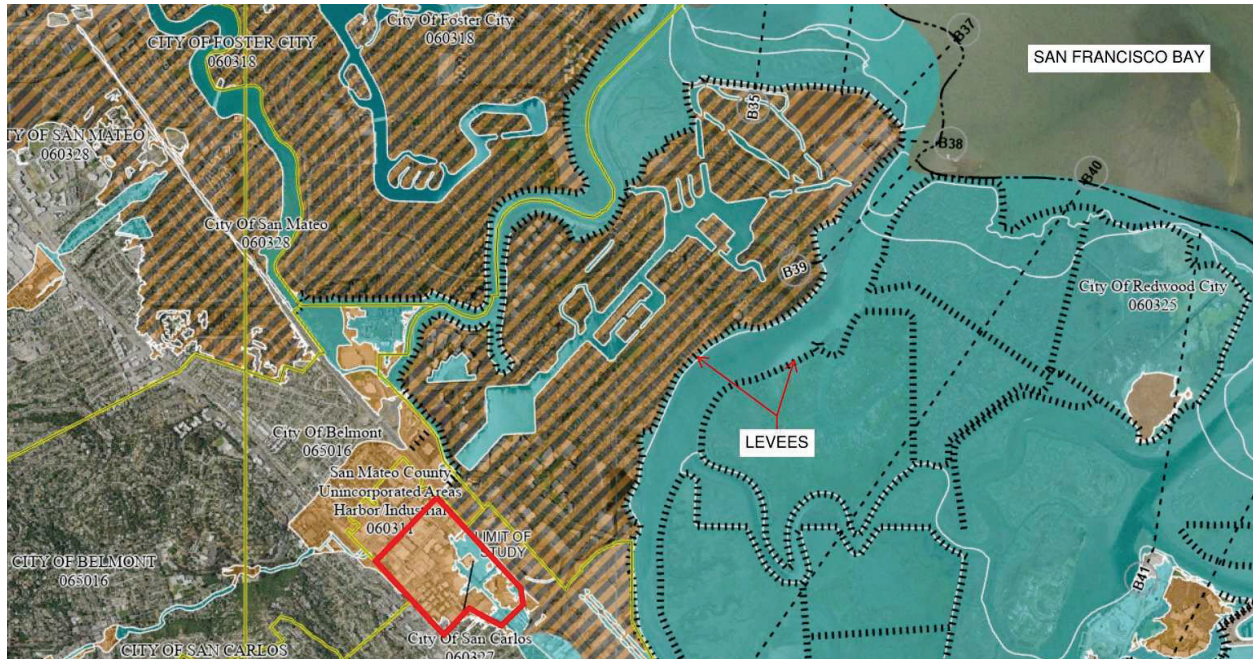 City Of Foster City
060318
CITY OF FOSTER CITY
060318
B37
SAN FRANCISCO BAY
B35
CITY OF SAN MATEO
060328
B38
B40
City Of San Mateo
060328
B39
City Of Redwood City
060325
LEVEES
City Of Belmont
065016
San Mateo County
Unincorporated Areas
Harbor/Industrial
060311
LIMIT OF
STUDY
CITY OF BELMONT
065016
B41
City Of San Carlos
060327
CITY OF SAN CARLOS